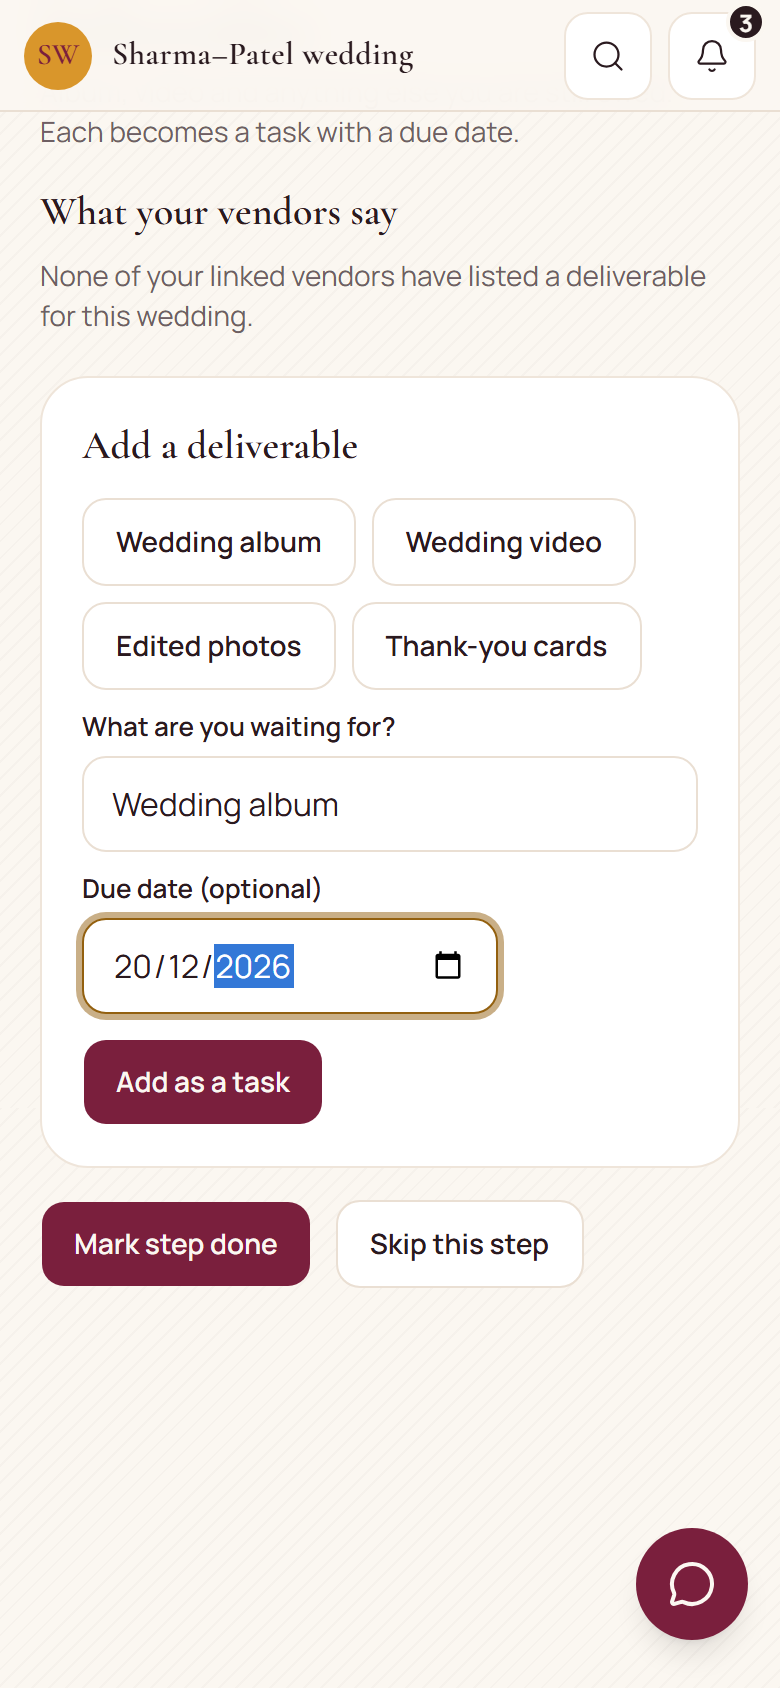 SW
Sharma–Patel wedding
3
Each becomes a task with a due date.
What your vendors say
None of your linked vendors have listed a deliverable
for this wedding.
Add a deliverable
Wedding album
Wedding video
Edited photos
Thank-you cards
What are you waiting for?
Wedding album
Due date (optional)
20/12/2026
Add as a task
Mark step done
Skip this step